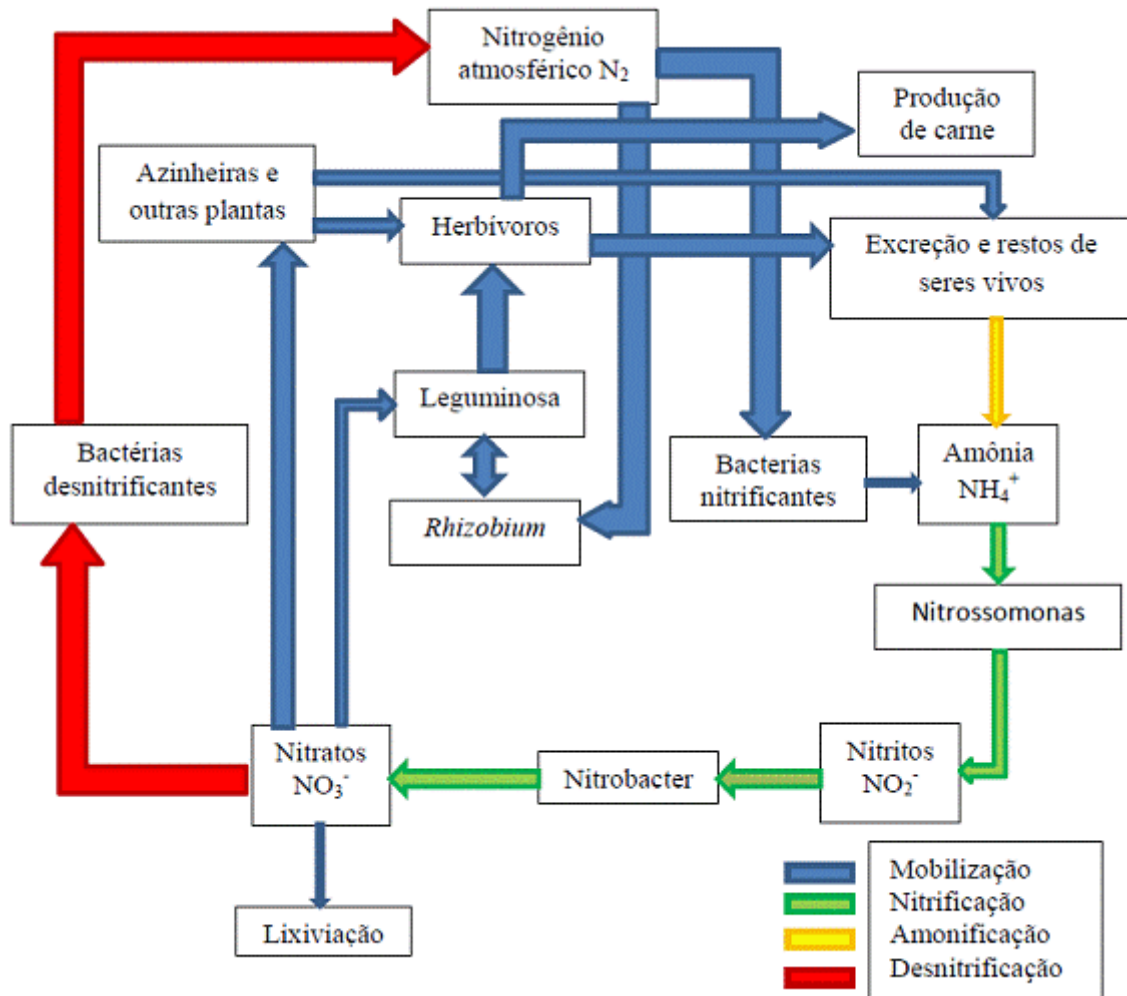 Nitrogênio
atmosférico N₂
Produção
de carne
Azinheiras e
outras plantas
Herbívoros
Excreção e restos de
seres vivos
Leguminosa
Bactérias
desnitrificantes
Bacterias
nitrificantes
Amônia
NH₄⁺
Rhizobium
Nitrossomonas
Nitratos
NO₃⁻
Nitrobacter
Nitritos
NO₂⁻
Lixiviação
Mobilização
Nitrificação
Amonificação
Desnitrificação